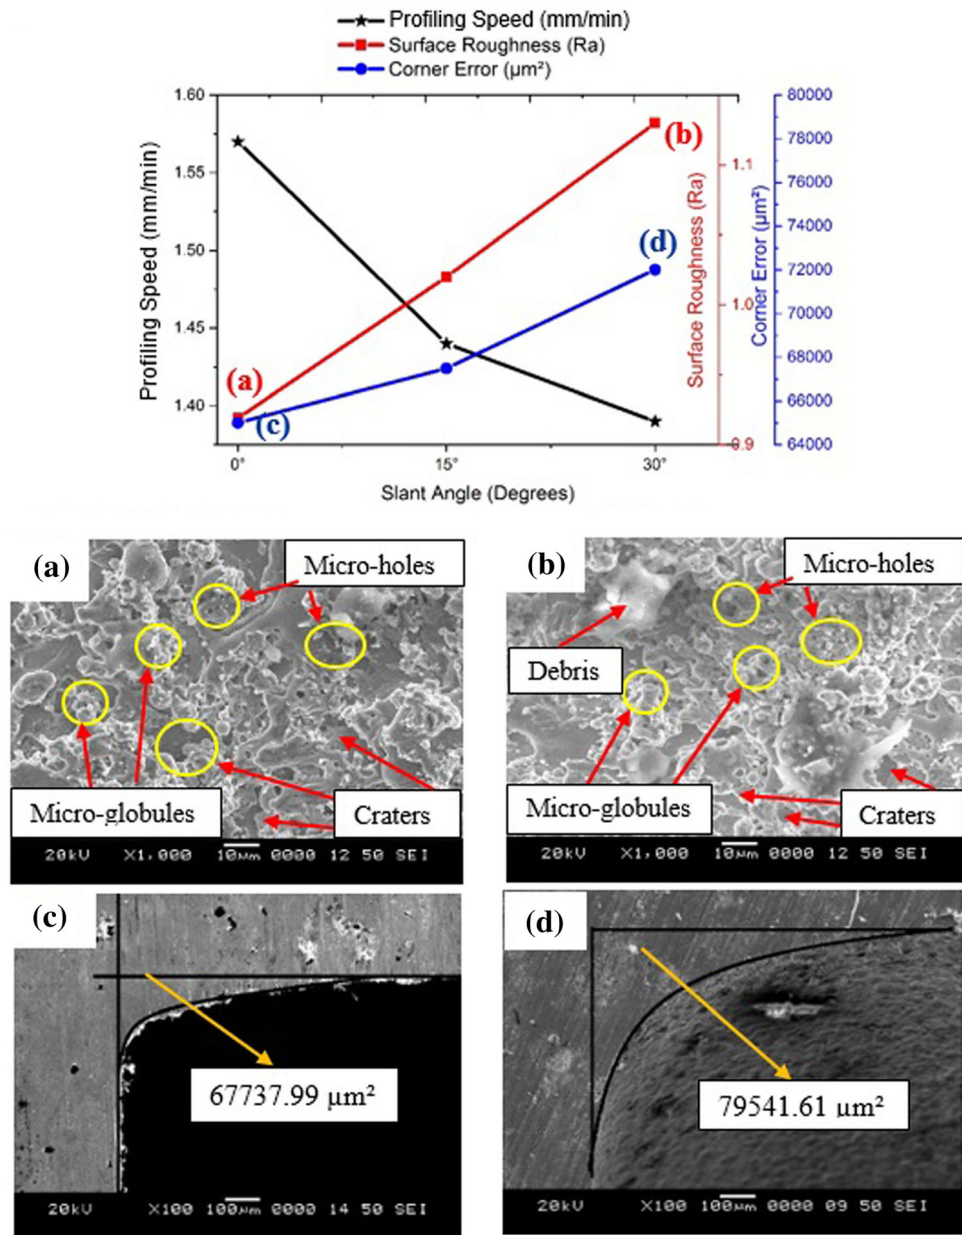 Profiling Speed (mm/min)
Surface Roughness (Ra)
Corner Error (µm²)
1.60
1.55
1.50
1.45
1.40
Profiling Speed (mm/min)
(a)
(b)
(c)
(d)
0°
15°
30°
Slant Angle (Degrees)
1.1
1.0
0.9
Surface Roughness (Ra)
80000
78000
76000
74000
72000
70000
68000
66000
64000
Corner Error (µm²)
(a)
Micro-holes
Micro-globules
Craters
20kV X1,000 10µm 0000 12 50 SEI
(b)
Micro-holes
Debris
Micro-globules
Craters
20kV X1,000 10µm 0000 12 50 SEI
(c)
67737.99 µm²
20kV X100 100µm 0000 14 50 SEI
(d)
79541.61 µm²
20kV X100 100µm 0000 09 50 SEI